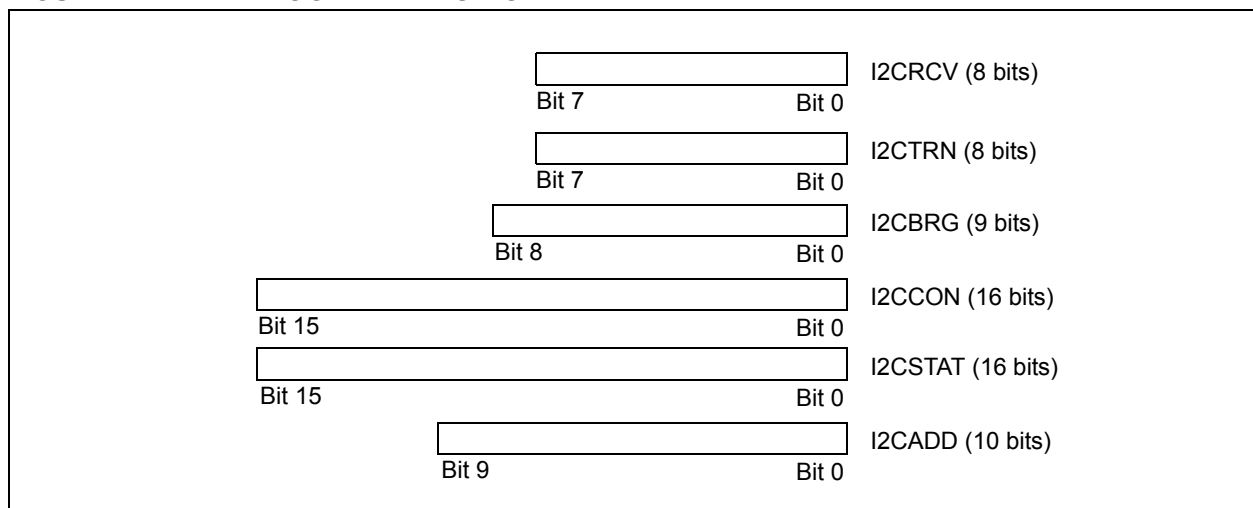 I2CRCV (8 bits)
Bit 7 Bit 0
I2CTRN (8 bits)
Bit 7 Bit 0
I2CBRG (9 bits)
Bit 8 Bit 0
I2CCON (16 bits)
Bit 15 Bit 0
I2CSTAT (16 bits)
Bit 15 Bit 0
I2CADD (10 bits)
Bit 9 Bit 0